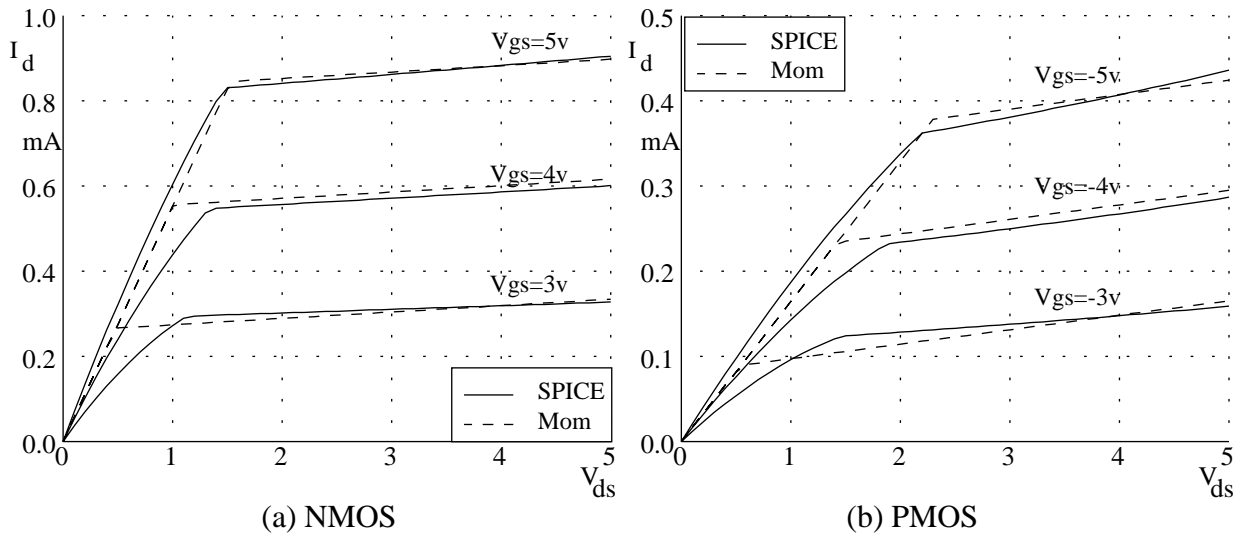 1.0
I d
0.8
mA
0.6
0.4
0.2
0.0
0 1 2 3 4 5
V ds
Vgs=5v
Vgs=4v
Vgs=3v
SPICE
Mom
(a) NMOS
0.5
I d
0.4
mA
0.3
0.2
0.1
0.0
0 1 2 3 4 5
V ds
SPICE
Mom
Vgs=-5v
Vgs=-4v
Vgs=-3v
(b) PMOS